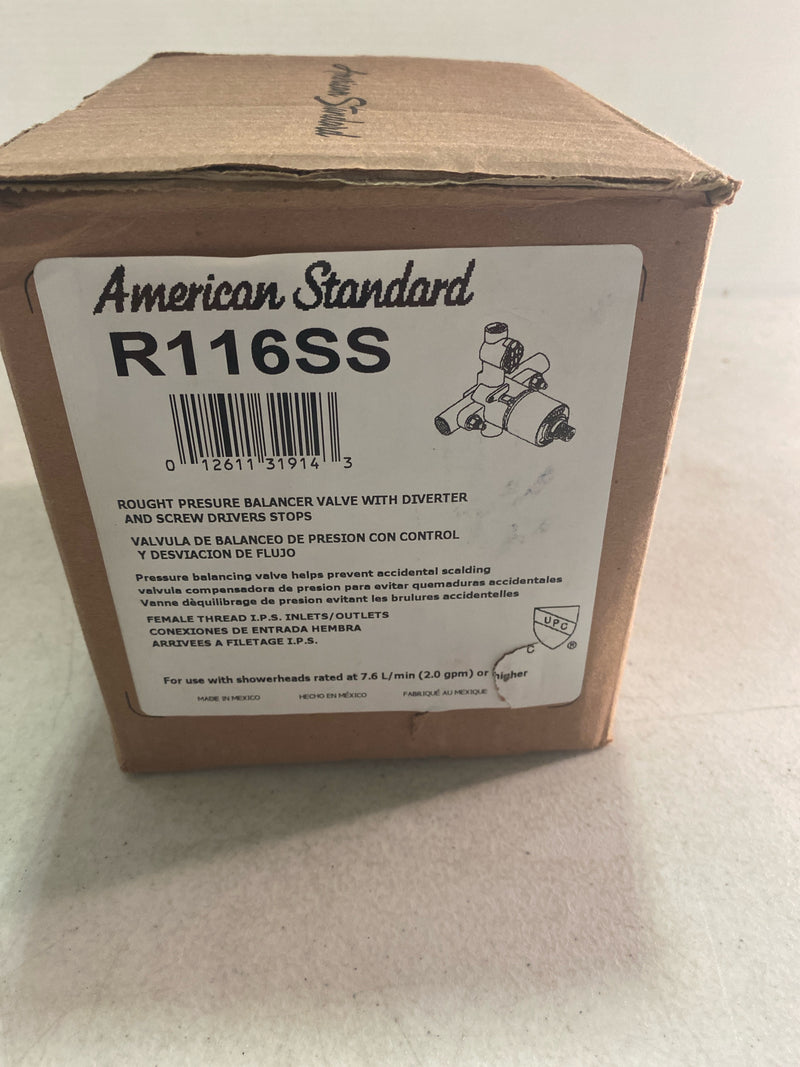 American Standard
American Standard
R116SS
0 12611 31914 3
ROUGHT PRESURE BALANCER VALVE WITH DIVERTER
AND SCREW DRIVERS STOPS
VALVULA DE BALANCEO DE PRESION CON CONTROL
Y DESVIACION DE FLUJO
Pressure balancing valve helps prevent accidental scalding
valvula compensadora de presion para evitar quemaduras accidentales
Vanne dèquilibrage de presion evitant les brulures accidentelles
FEMALE THREAD I.P.S. INLETS/OUTLETS
CONEXIONES DE ENTRADA HEMBRA
ARRIVEES A FILETAGE I.P.S.
UPC
C ®
For use with showerheads rated at 7.6 L/min (2.0 gpm) or higher
MADE IN MEXICO HECHO EN MÉXICO FABRIQUÉ AU MEXIQUE